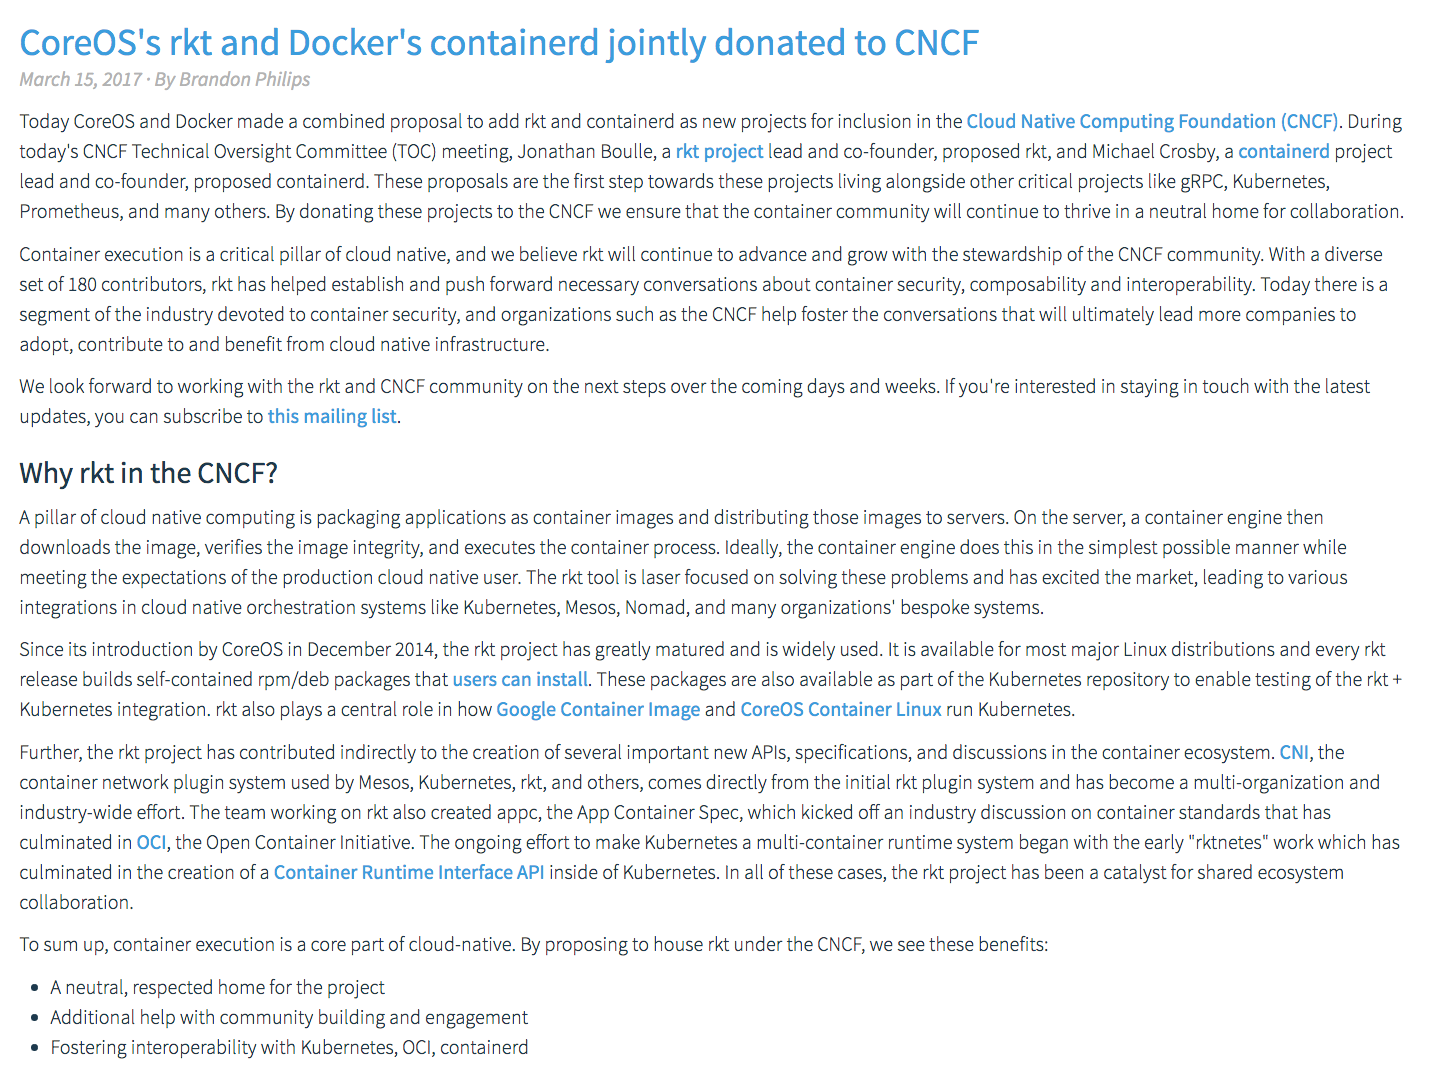 CoreOS's rkt and Docker's containerd jointly donated to CNCF
March 15, 2017 · By Brandon Philips
Today CoreOS and Docker made a combined proposal to add rkt and containerd as new projects for inclusion in the Cloud Native Computing Foundation (CNCF). During
today's CNCF Technical Oversight Committee (TOC) meeting, Jonathan Boulle, a rkt project lead and co-founder, proposed rkt, and Michael Crosby, a containerd project
lead and co-founder, proposed containerd. These proposals are the first step towards these projects living alongside other critical projects like gRPC, Kubernetes,
Prometheus, and many others. By donating these projects to the CNCF we ensure that the container community will continue to thrive in a neutral home for collaboration.
Container execution is a critical pillar of cloud native, and we believe rkt will continue to advance and grow with the stewardship of the CNCF community. With a diverse
set of 180 contributors, rkt has helped establish and push forward necessary conversations about container security, composability and interoperability. Today there is a
segment of the industry devoted to container security, and organizations such as the CNCF help foster the conversations that will ultimately lead more companies to
adopt, contribute to and benefit from cloud native infrastructure.
We look forward to working with the rkt and CNCF community on the next steps over the coming days and weeks. If you're interested in staying in touch with the latest
updates, you can subscribe to this mailing list.
Why rkt in the CNCF?
A pillar of cloud native computing is packaging applications as container images and distributing those images to servers. On the server, a container engine then
downloads the image, verifies the image integrity, and executes the container process. Ideally, the container engine does this in the simplest possible manner while
meeting the expectations of the production cloud native user. The rkt tool is laser focused on solving these problems and has excited the market, leading to various
integrations in cloud native orchestration systems like Kubernetes, Mesos, Nomad, and many organizations' bespoke systems.
Since its introduction by CoreOS in December 2014, the rkt project has greatly matured and is widely used. It is available for most major Linux distributions and every rkt
release builds self-contained rpm/deb packages that users can install. These packages are also available as part of the Kubernetes repository to enable testing of the rkt +
Kubernetes integration. rkt also plays a central role in how Google Container Image and CoreOS Container Linux run Kubernetes.
Further, the rkt project has contributed indirectly to the creation of several important new APIs, specifications, and discussions in the container ecosystem. CNI, the
container network plugin system used by Mesos, Kubernetes, rkt, and others, comes directly from the initial rkt plugin system and has become a multi-organization and
industry-wide effort. The team working on rkt also created appc, the App Container Spec, which kicked off an industry discussion on container standards that has
culminated in OCI, the Open Container Initiative. The ongoing effort to make Kubernetes a multi-container runtime system began with the early "rktnetes" work which has
culminated in the creation of a Container Runtime Interface API inside of Kubernetes. In all of these cases, the rkt project has been a catalyst for shared ecosystem
collaboration.
To sum up, container execution is a core part of cloud-native. By proposing to house rkt under the CNCF, we see these benefits:
• A neutral, respected home for the project
• Additional help with community building and engagement
• Fostering interoperability with Kubernetes, OCI, containerd